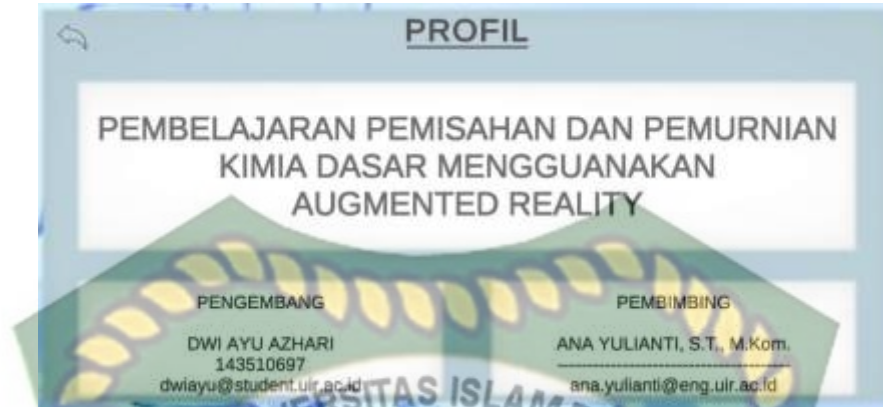 PROFIL
PEMBELAJARAN PEMISAHAN DAN PEMURNIAN
KIMIA DASAR MENGGUANAKAN
AUGMENTED REALITY
PENGEMBANG
DWI AYU AZHARI
143510697
dwiayu@student.uir.ac.id
PEMBIMBING
ANA YULIANTI, S.T., M.Kom.
----------------------------------------
ana.yulianti@eng.uir.ac.id
SITAS ISLAM